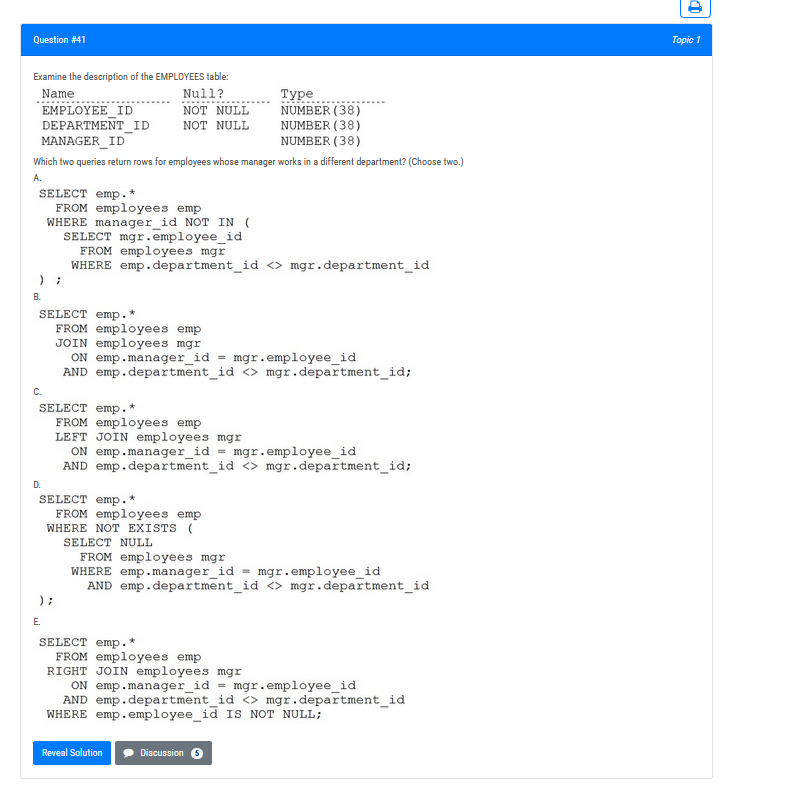 Question #41
Topic 1
Examine the description of the EMPLOYEES table:
Name Null? Type
EMPLOYEE_ID NOT NULL NUMBER(38)
DEPARTMENT_ID NOT NULL NUMBER(38)
MANAGER_ID NUMBER(38)
Which two queries return rows for employees whose manager works in a different department? (Choose two.)
A.
SELECT emp.*
FROM employees emp
WHERE manager_id NOT IN (
SELECT mgr.employee_id
FROM employees mgr
WHERE emp.department_id <> mgr.department_id
) ;
B.
SELECT emp.*
FROM employees emp
JOIN employees mgr
ON emp.manager_id = mgr.employee_id
AND emp.department_id <> mgr.department_id;
C.
SELECT emp.*
FROM employees emp
LEFT JOIN employees mgr
ON emp.manager_id = mgr.employee_id
AND emp.department_id <> mgr.department_id;
D.
SELECT emp.*
FROM employees emp
WHERE NOT EXISTS (
SELECT NULL
FROM employees mgr
WHERE emp.manager_id = mgr.employee_id
AND emp.department_id <> mgr.department_id
);
E.
SELECT emp.*
FROM employees emp
RIGHT JOIN employees mgr
ON emp.manager_id = mgr.employee_id
AND emp.department_id <> mgr.department_id
WHERE emp.employee_id IS NOT NULL;
Reveal Solution
Discussion 5